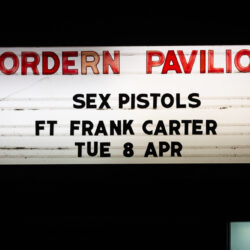 ORDERN PAVILIO
SEX PISTOLS
FT FRANK CARTER
TUE 8 APR